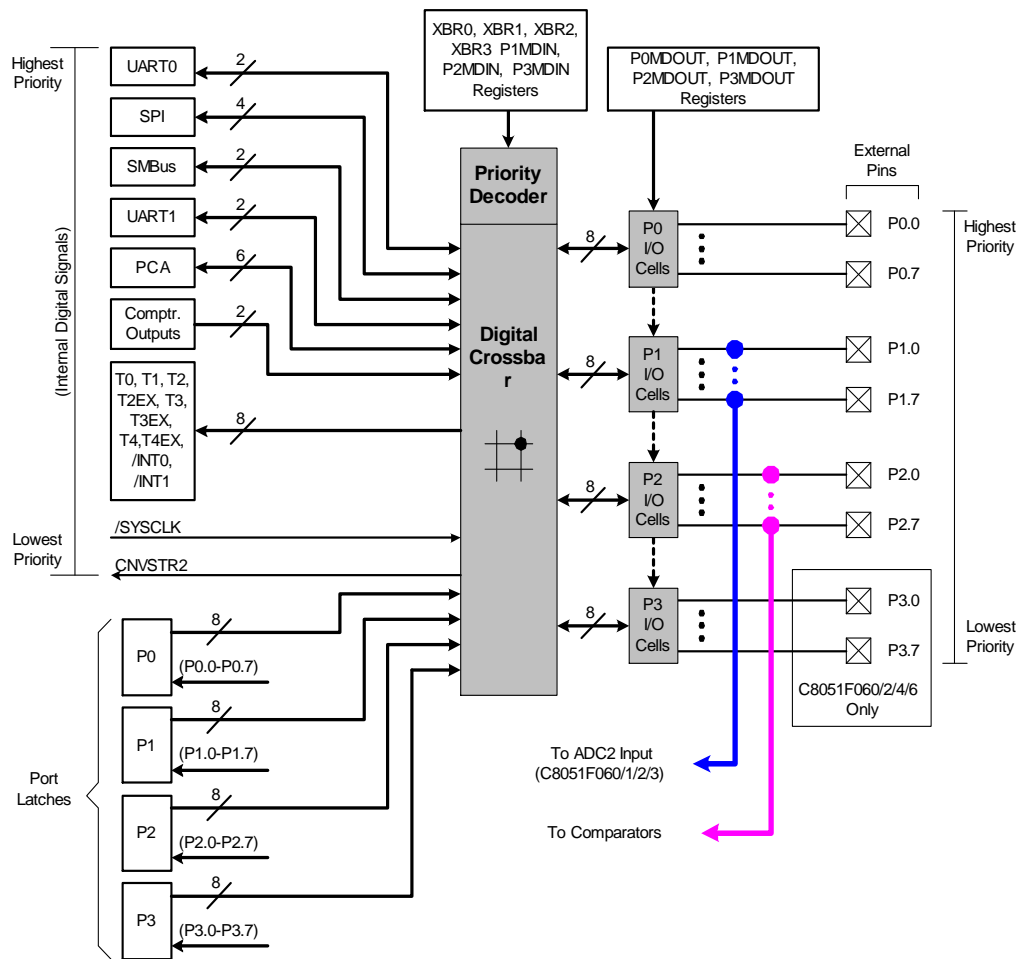 XBR0, XBR1, XBR2,
XBR3 P1MDIN,
P2MDIN, P3MDIN
Registers
P0MDOUT, P1MDOUT,
P2MDOUT, P3MDOUT
Registers
Highest
Priority
(Internal Digital Signals)
Lowest
Priority
UART0
2
SPI
4
SMBus
2
UART1
2
PCA
6
Comptr.
Outputs
2
T0, T1, T2,
T2EX, T3,
T3EX,
T4,T4EX,
/INT0,
/INT1
8
/SYSCLK
CNVSTR2
Priority
Decoder
Digital
Crossba
r
8
P0
I/O
Cells
8
P1
I/O
Cells
8
P2
I/O
Cells
8
P3
I/O
Cells
External
Pins
P0.0
P0.7
P1.0
P1.7
P2.0
P2.7
P3.0
P3.7
C8051F060/2/4/6
Only
Highest
Priority
Lowest
Priority
To ADC2 Input
(C8051F060/1/2/3)
To Comparators
Port
Latches
P0
8
(P0.0-P0.7)
P1
8
(P1.0-P1.7)
P2
8
(P2.0-P2.7)
P3
8
(P3.0-P3.7)